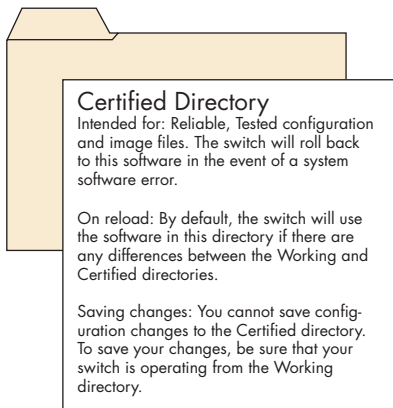 Certified Directory
Intended for: Reliable, Tested configuration
and image files. The switch will roll back
to this software in the event of a system
software error.
On reload: By default, the switch will use
the software in this directory if there are
any differences between the Working and
Certified directories.
Saving changes: You cannot save config-
uration changes to the Certified directory.
To save your changes, be sure that your
switch is operating from the Working
directory.